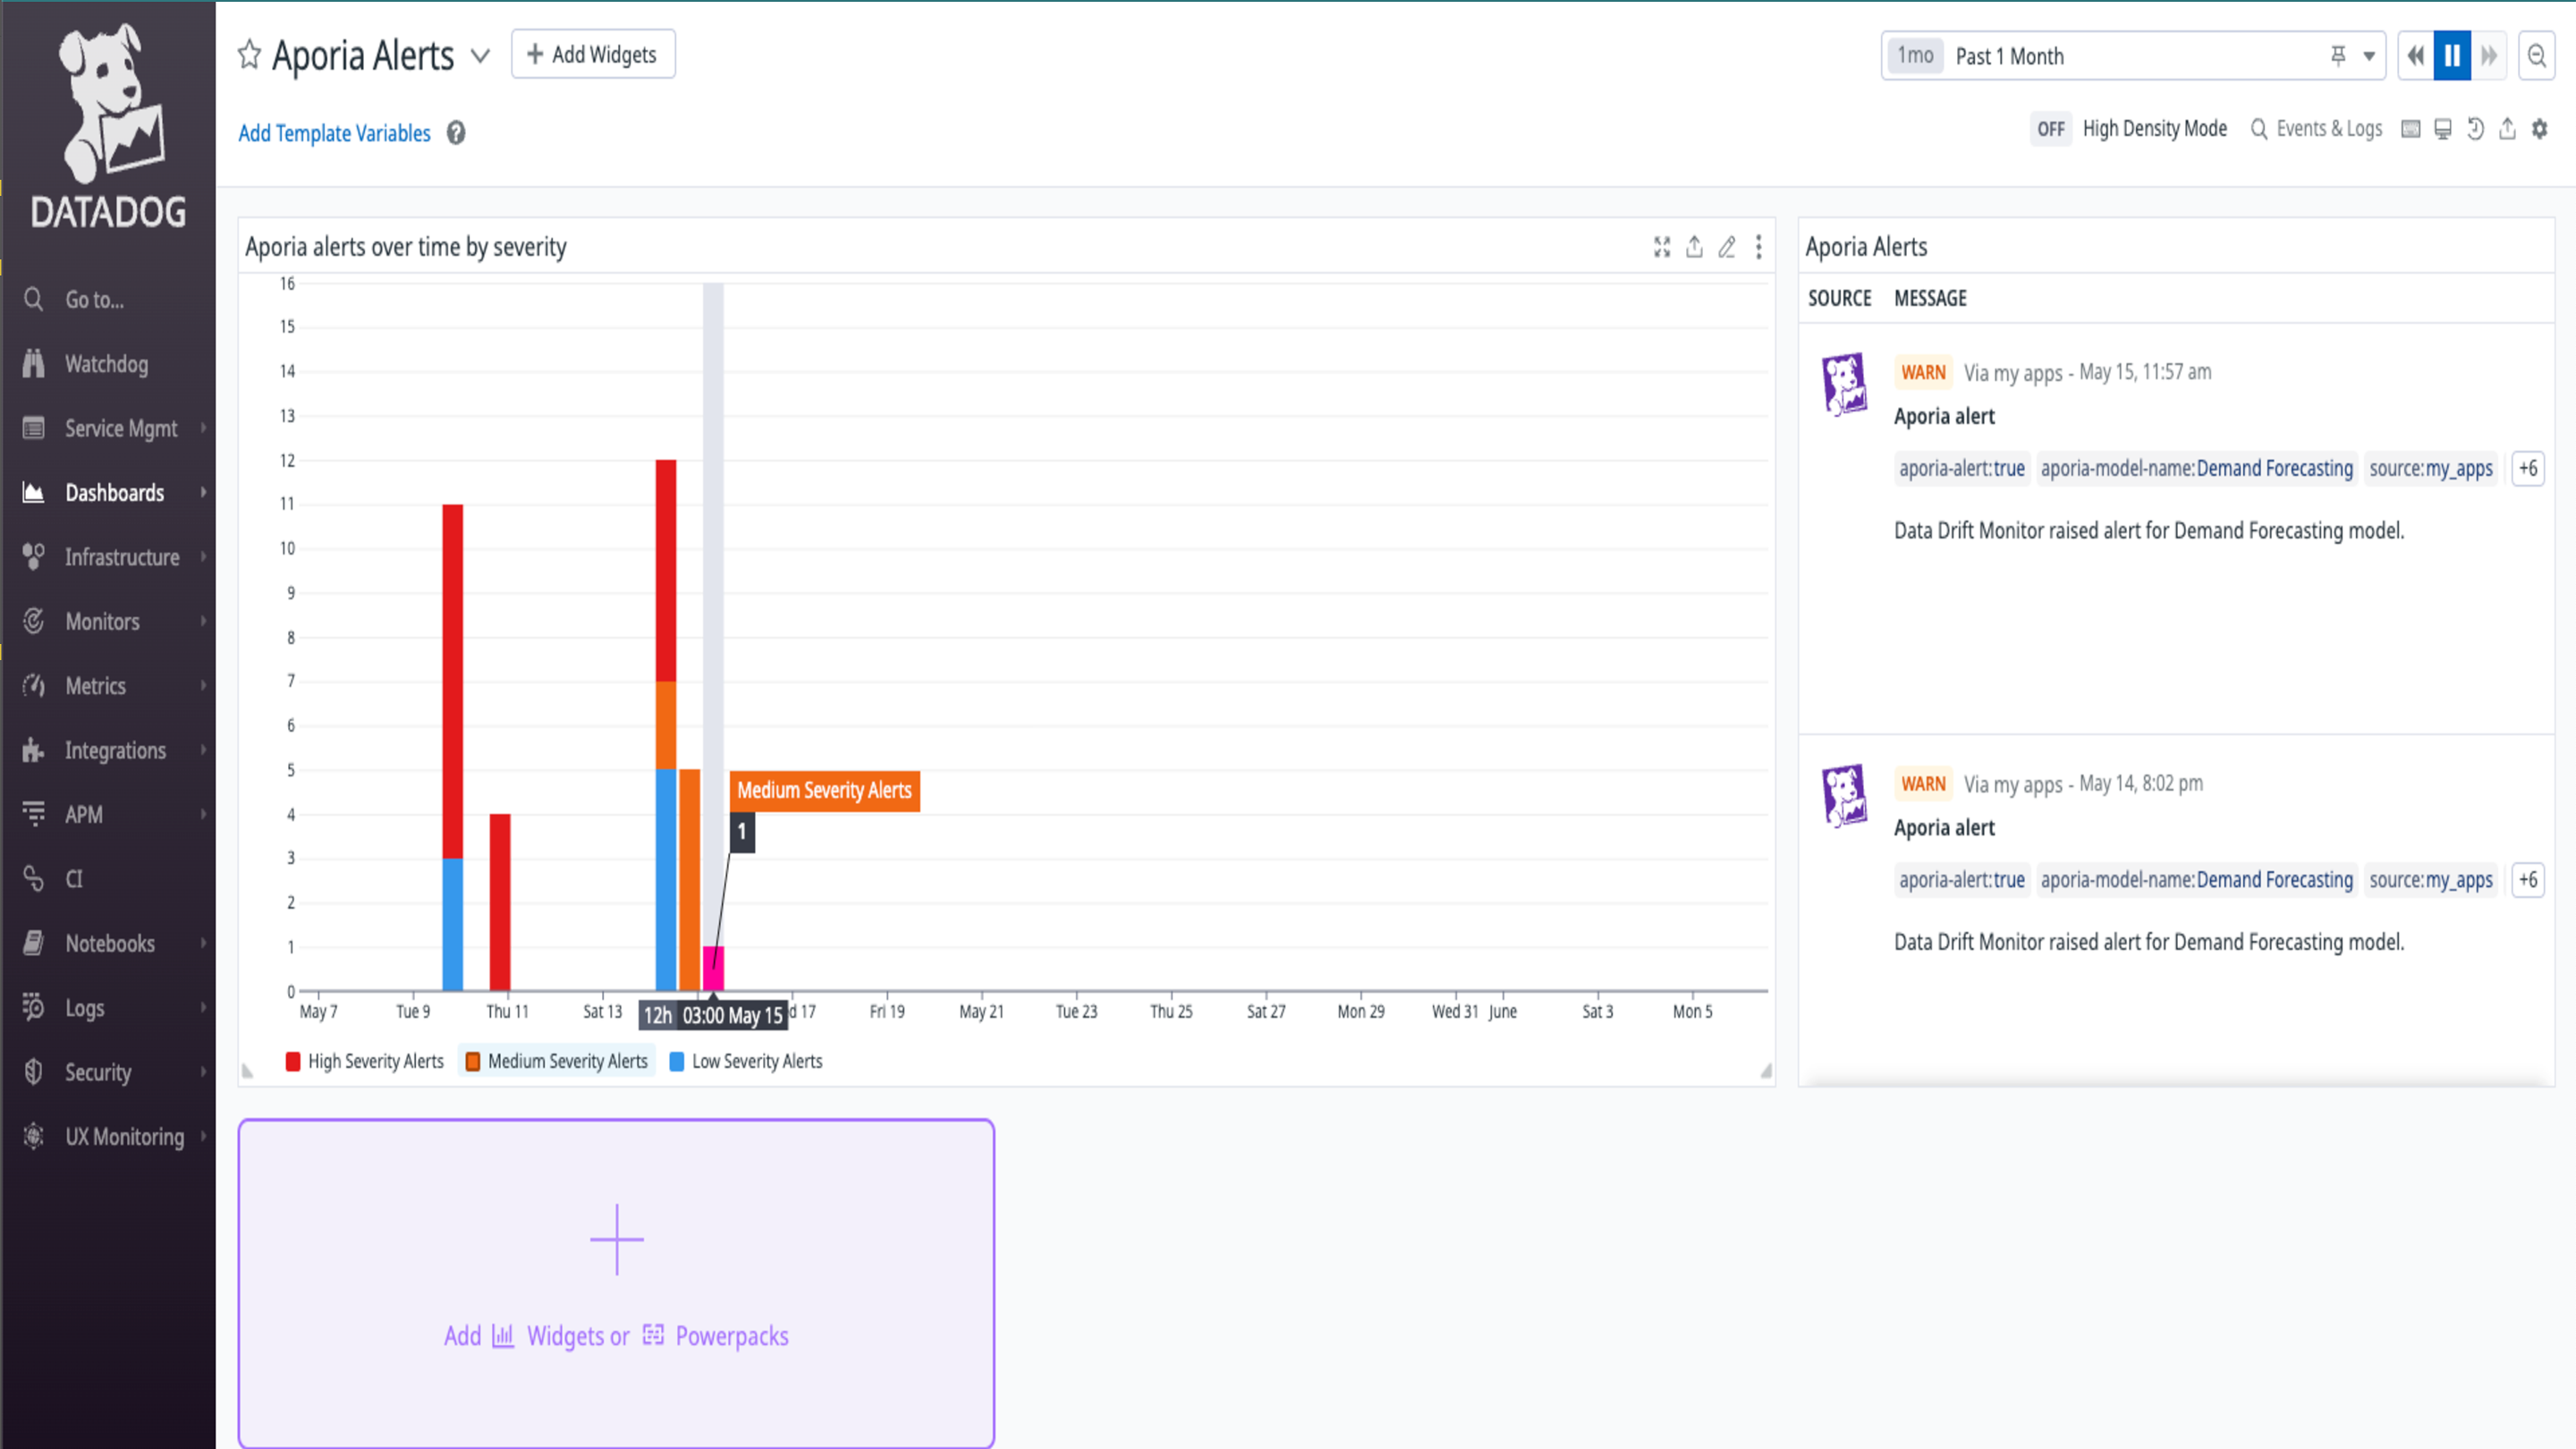 DATADOG
Go to...
Watchdog
Service Mgmt
Dashboards
Infrastructure
Monitors
Metrics
Integrations
APM
CI
Notebooks
Logs
Security
UX Monitoring
Aporia Alerts
+ Add Widgets
1mo Past 1 Month
Add Template Variables ?
OFF High Density Mode Events & Logs
Aporia alerts over time by severity
16
15
14
13
12
11
10
9
8
7
6
5
4
3
2
1
0
Medium Severity Alerts
1
May 7 Tue 9 Thu 11 Sat 13 12h 03:00 May 15 d 17 Fri 19 May 21 Tue 23 Thu 25 Sat 27 Mon 29 Wed 31 June Sat 3 Mon 5
High Severity Alerts Medium Severity Alerts Low Severity Alerts
Aporia Alerts
SOURCE MESSAGE
WARN Via my apps - May 15, 11:57 am
Aporia alert
aporia-alert:true aporia-model-name:Demand Forecasting source:my_apps +6
Data Drift Monitor raised alert for Demand Forecasting model.
WARN Via my apps - May 14, 8:02 pm
Aporia alert
aporia-alert:true aporia-model-name:Demand Forecasting source:my_apps +6
Data Drift Monitor raised alert for Demand Forecasting model.
Add Widgets or Powerpacks